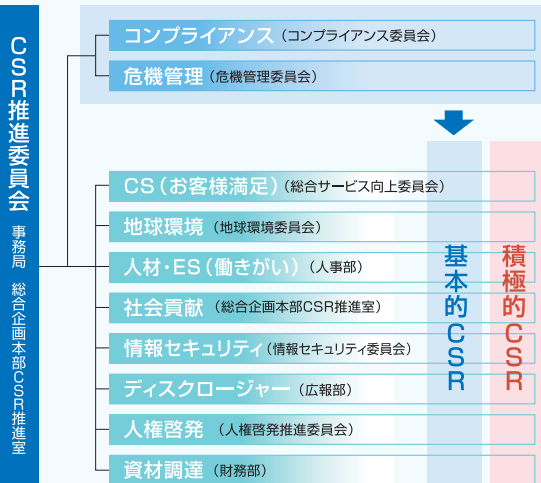 CSR推進委員会 事務局 総合企画本部CSR推進室
コンプライアンス（コンプライアンス委員会）
危機管理（危機管理委員会）
CS（お客様満足）（総合サービス向上委員会）
地球環境（地球環境委員会）
人材・ES（働きがい）（人事部）
社会貢献（総合企画本部CSR推進室）
情報セキュリティ（情報セキュリティ委員会）
ディスクロージャー（広報部）
人権啓発（人権啓発推進委員会）
資材調達（財務部）
基本的CSR
積極的CSR